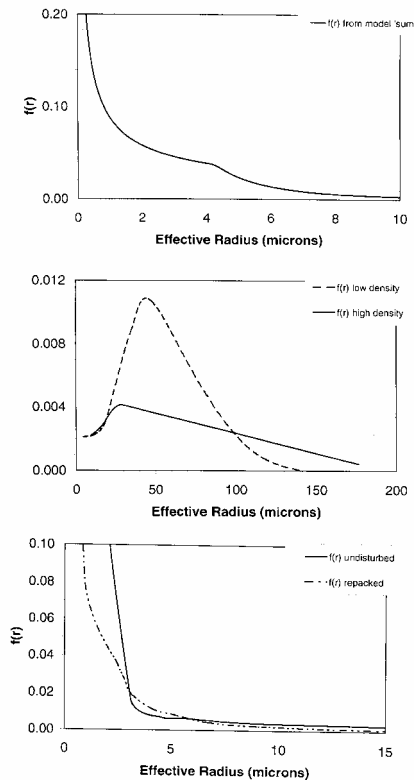 0.20
f(r) from model 'sum
f(r)
0.10
0.00
0 2 4 6 8 10
Effective Radius (microns)
0.012
f(r) low density
f(r) high density
0.008
0.004
0.000
0 50 100 150 200
Effective Radius (microns)
0.10
f(r) undisturbed
f(r) repacked
0.08
0.06
f(r)
0.04
0.02
0.00
0 5 10 15
Effective Radius (microns)